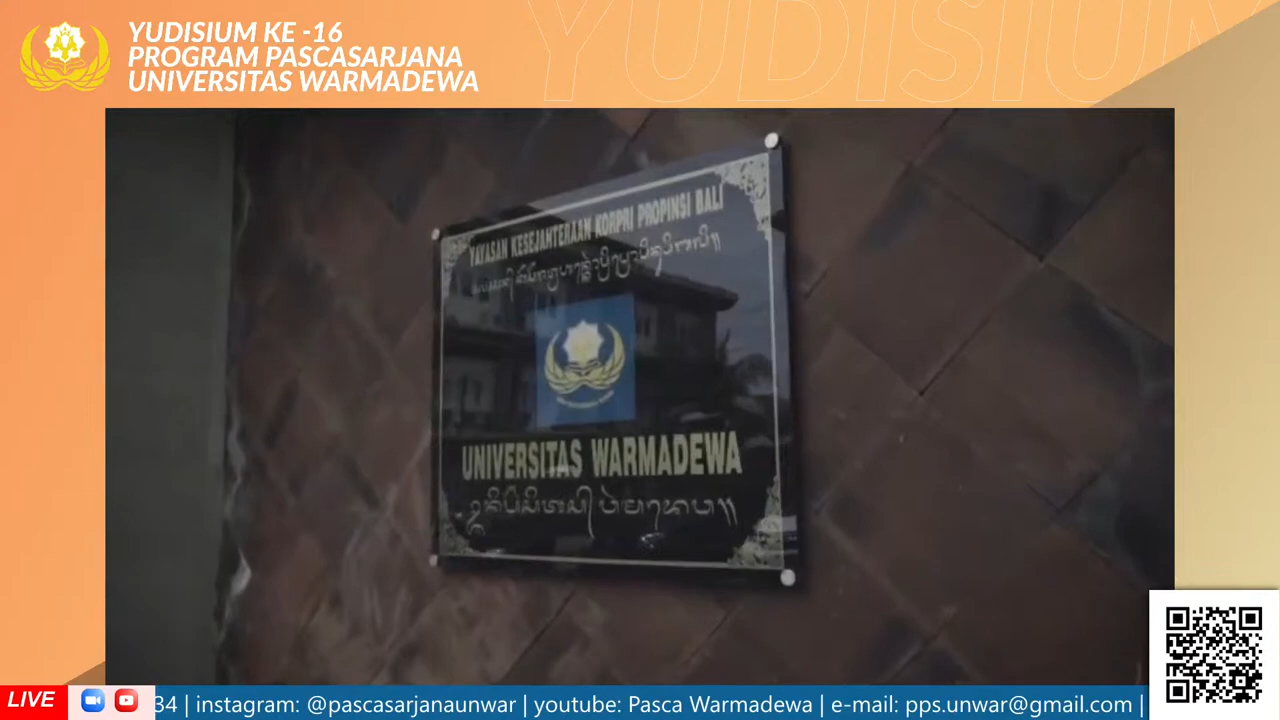 YUDISIUM KE -16
PROGRAM PASCASARJANA
UNIVERSITAS WARMADEWA
YUDISIUM
YAYASAN KESEJAHTERAAN KORPRI PROPINSI BALI
UNIVERSITAS WARMADEWA
LIVE
34 | instagram: @pascasarjanaunwar | youtube: Pasca Warmadewa | e-mail: pps.unwar@gmail.com |